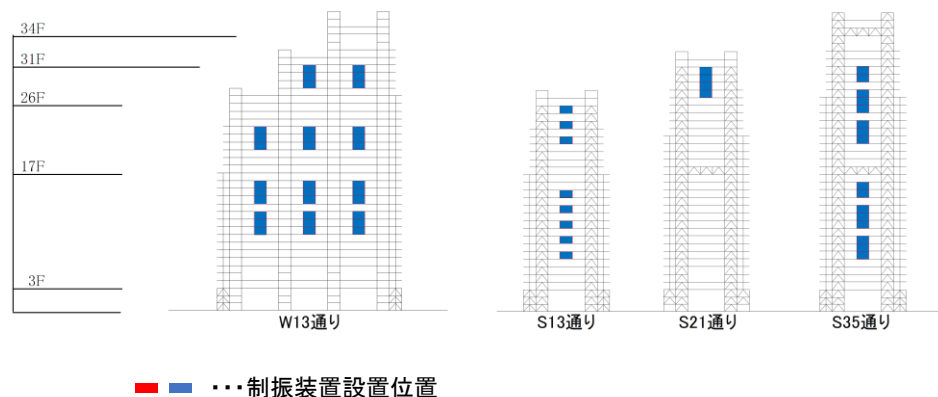 34F
31F
26F
17F
3F
W13通り
S13通り
S21通り
S35通り
･･･制振装置設置位置